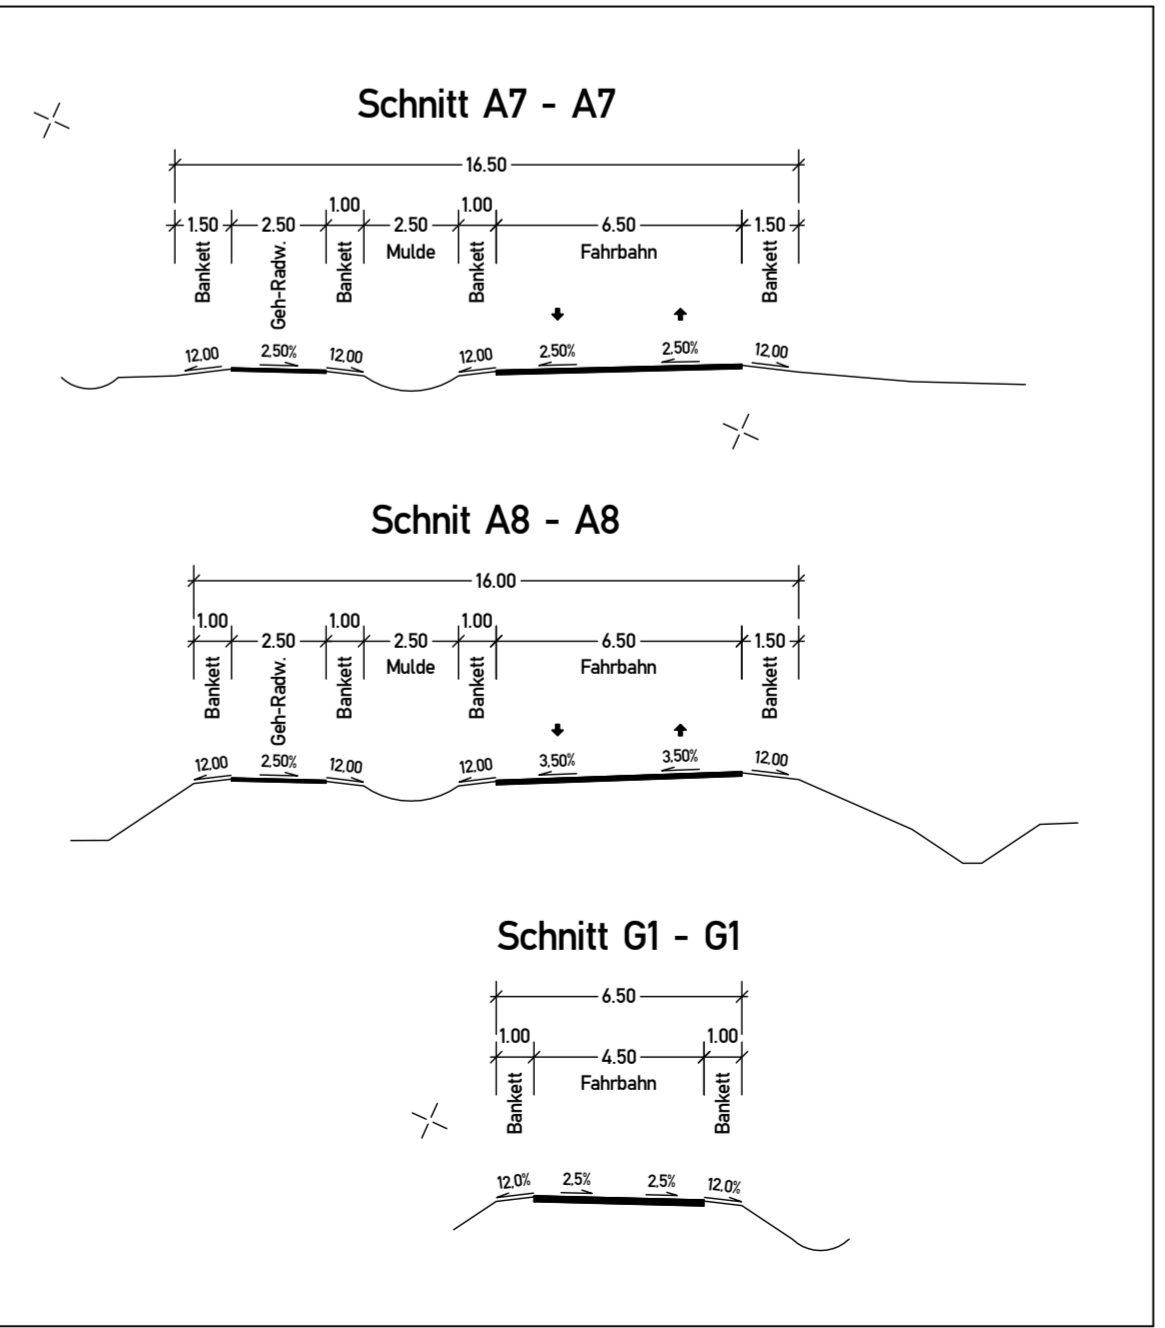 Schnitt A7 - A7
16.50
1.00 1.00
1.50 2.50 2.50 6.50 1.50
Bankett Geh-Radw. Bankett Mulde Bankett Fahrbahn Bankett
12,00 2,50% 12,00 12,00 2,50% 2,50% 12,00
Schnit A8 - A8
16.00
1.00 1.00 1.00
2.50 2.50 6.50 1.50
Bankett Geh-Radw. Bankett Mulde Bankett Fahrbahn Bankett
12,00 2,50% 12,00 12,00 3,50% 3,50% 12,00
Schnitt G1 - G1
6.50
1.00 1.00
4.50
Bankett Fahrbahn Bankett
12,0% 2,5% 2,5% 12,0%